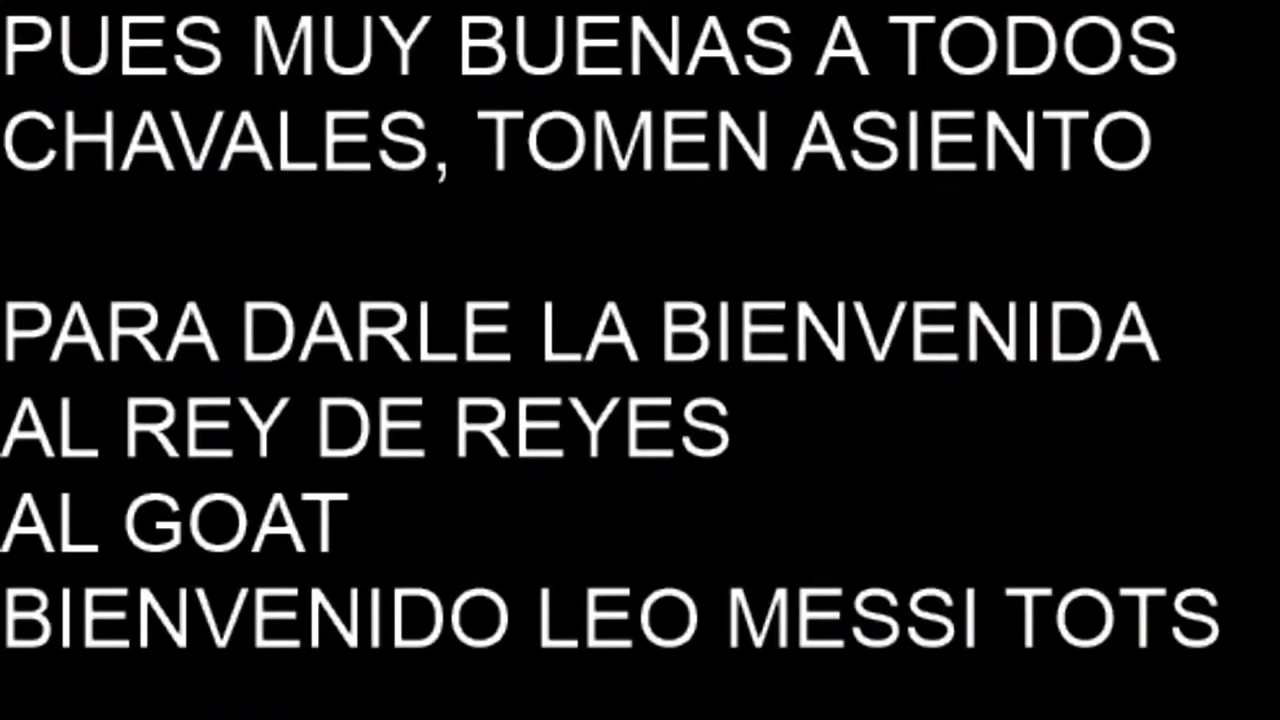 PUES MUY BUENAS A TODOS
CHAVALES, TOMEN ASIENTO
PARA DARLE LA BIENVENIDA
AL REY DE REYES
AL GOAT
BIENVENIDO LEO MESSI TOTS